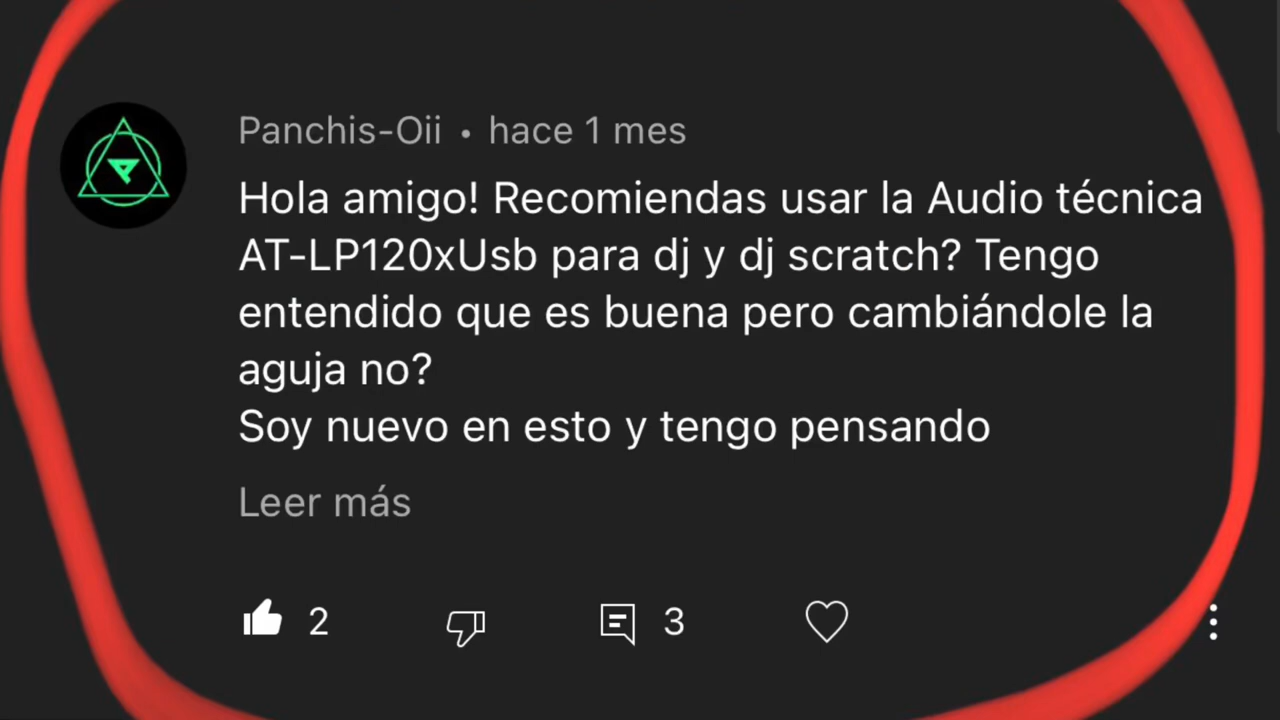 Panchis-Oii • hace 1 mes
Hola amigo! Recomiendas usar la Audio técnica
AT-LP120xUsb para dj y dj scratch? Tengo
entendido que es buena pero cambiándole la
aguja no?
Soy nuevo en esto y tengo pensando
Leer más
2 3